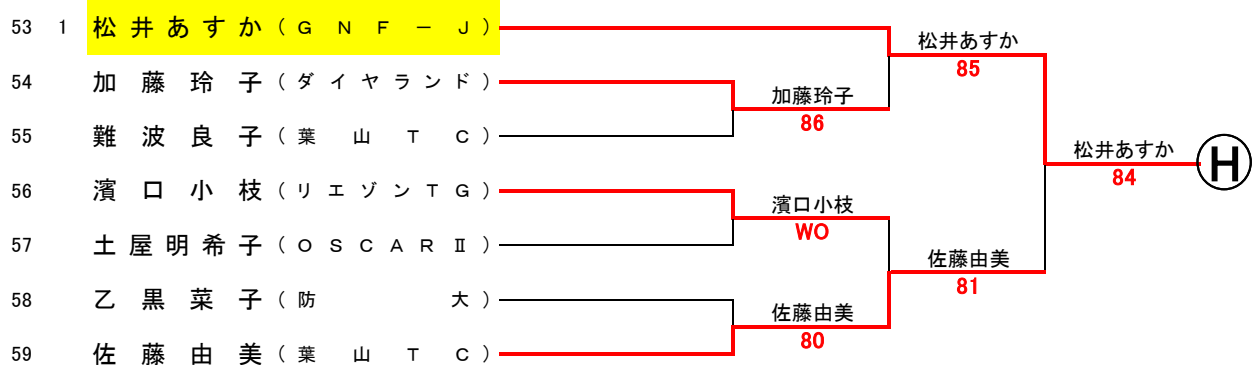 53 1 松井あすか(GNF－J)
松井あすか
85
54 加藤玲子(ダイヤランド)
加藤玲子
86
55 難波良子(葉山TC)
松井あすか
84
H
56 濱口小枝(リエゾンTG)
濱口小枝
WO
57 土屋明希子(OSCARⅡ)
佐藤由美
81
58 乙黒菜子(防大)
佐藤由美
80
59 佐藤由美(葉山TC)